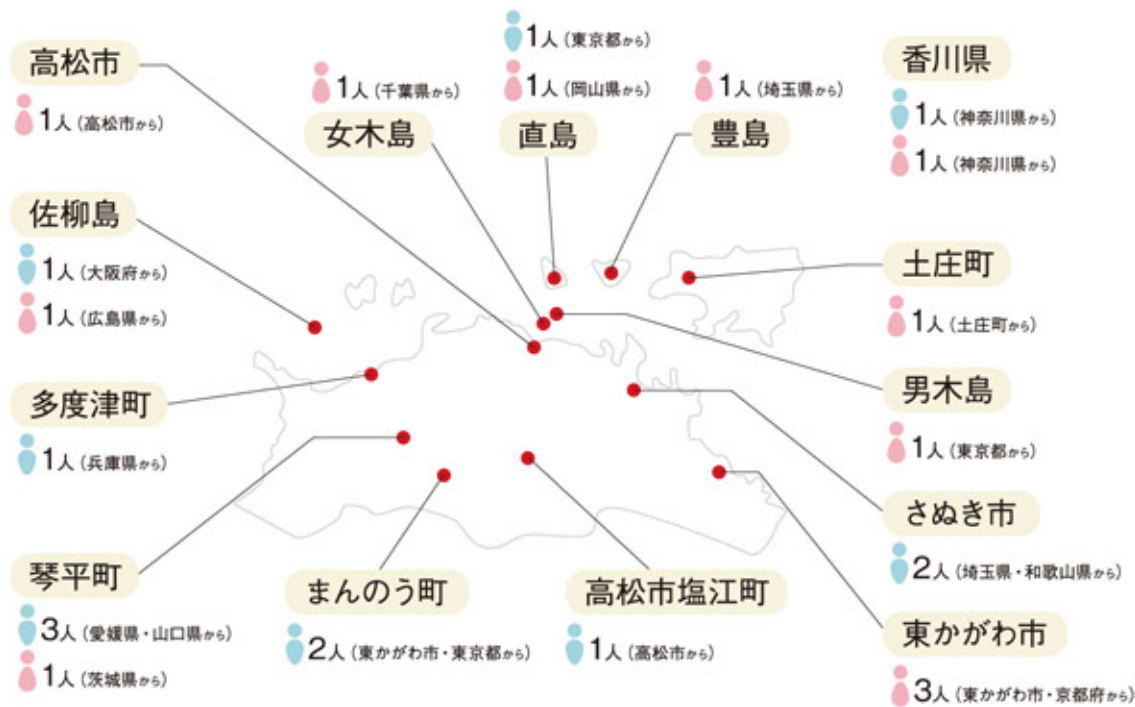 高松市
1人（高松市から）
1人（千葉県から）
女木島
1人（東京都から）
1人（岡山県から）
直島
1人（埼玉県から）
豊島
香川県
1人（神奈川県から）
1人（神奈川県から）
佐柳島
1人（大阪府から）
1人（広島県から）
土庄町
1人（土庄町から）
多度津町
1人（兵庫県から）
男木島
1人（東京都から）
さぬき市
2人（埼玉県・和歌山県から）
琴平町
3人（愛媛県・山口県から）
1人（茨城県から）
まんのう町
2人（東かがわ市・東京都から）
高松市塩江町
1人（高松市から）
東かがわ市
3人（東かがわ市・京都府から）